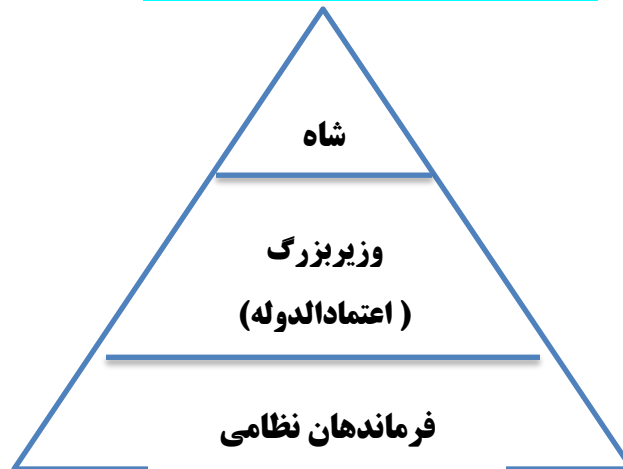 شاه
وزیربزرگ
( اعتمادالدوله)
فرماندهان نظامی